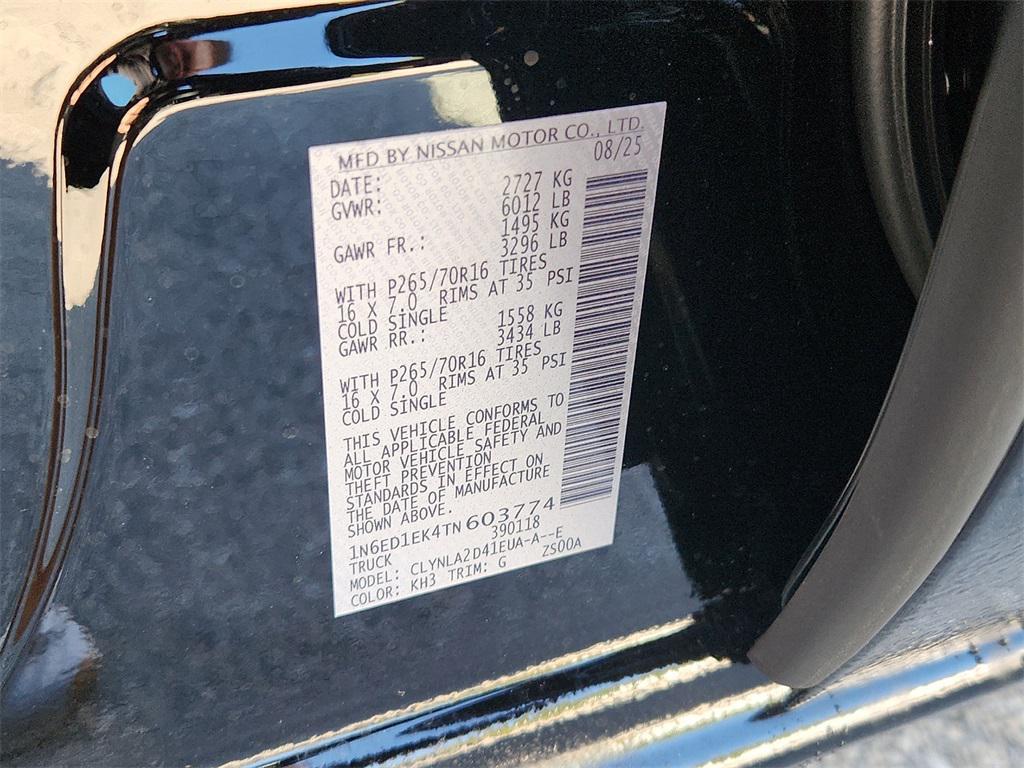 MFD BY NISSAN MOTOR CO., LTD.
DATE: 08/25
GVWR: 2727 KG
6012 LB
GAWR FR.: 1495 KG
3296 LB
WITH P265/70R16 TIRES
16 X 7.0 RIMS AT 35 PSI
COLD SINGLE
GAWR RR.: 1558 KG
3434 LB
WITH P265/70R16 TIRES
16 X 7.0 RIMS AT 35 PSI
COLD SINGLE
THIS VEHICLE CONFORMS TO
ALL APPLICABLE FEDERAL
MOTOR VEHICLE SAFETY AND
THEFT PREVENTION
STANDARDS IN EFFECT ON
THE DATE OF MANUFACTURE
SHOWN ABOVE.
1N6ED1EK4TN603774
TRUCK 390118
MODEL: CLYNLA2D41EUA-A--E
COLOR: KH3 TRIM: G ZS00A